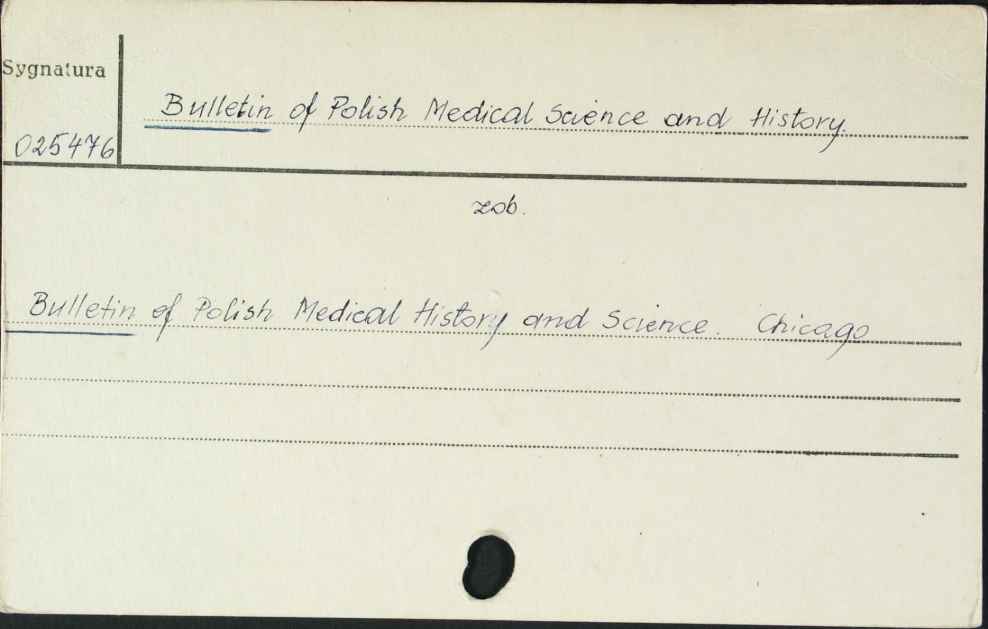 Sygnatura
Bulletin of Polish Medical Science and History.
025476
zob.
Bulletin of Polish Medical History and Science. Chicago